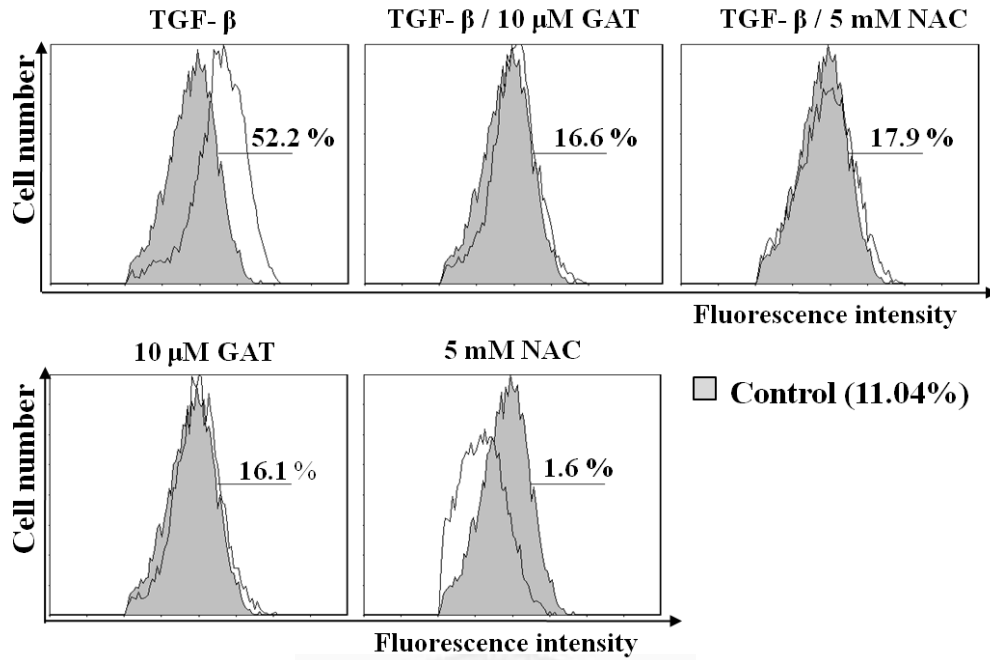 TGF- β
TGF- β / 10 μM GAT
TGF- β / 5 mM NAC
Cell number
52.2 %
16.6 %
17.9 %
Fluorescence intensity
10 μM GAT
5 mM NAC
Cell number
16.1 %
1.6 %
Control (11.04%)
Fluorescence intensity